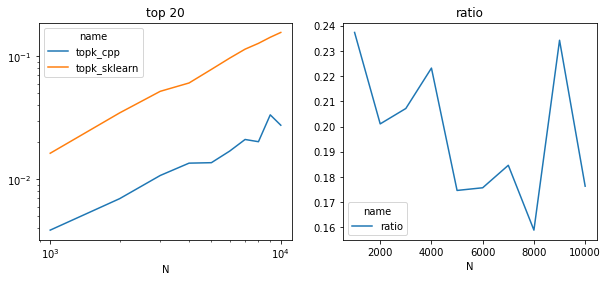 top 20
name
topk_cpp
topk_sklearn
10⁻¹
10⁻²
10³
10⁴
N
ratio
0.24
0.23
0.22
0.21
0.20
0.19
0.18
0.17
0.16
name
ratio
2000 4000 6000 8000 10000
N